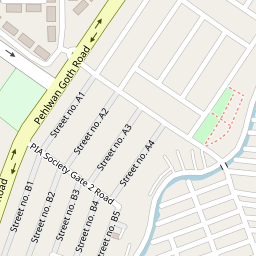 Pehlwan Goth Road
Street no. A1
Street no. A2
Street no. A3
Street no. A4
PIA Society Gate 2 Road
Road
Street no. B1
Street no. B2
Street no. B3
Street no. B4
Street no. B5